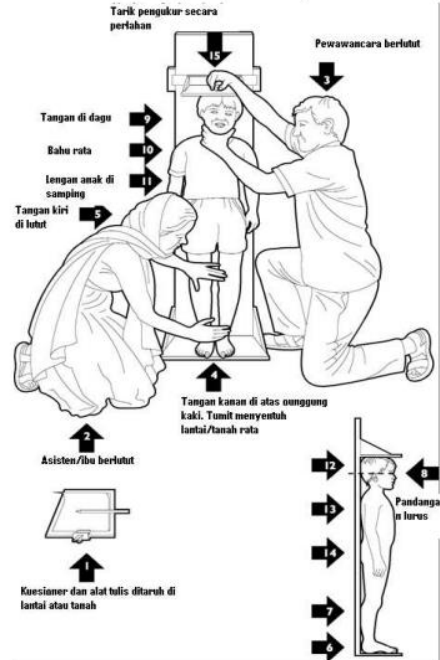 Tarik pengukur secara
perlahan
15
Pewawancara berlutut
3
Tangan di dagu
9
Bahu rata
10
Lengan anak di
samping
11
Tangan kiri
di lutut
5
4
Tangan kanan di atas ounggung
kaki. Tumit menyentuh
lantai/tanah rata
2
Asisten/ibu berlutut
12
8
Pandanga
n lurus
13
14
1
Kuesianer dan alat tulis ditaruh di
lantai atau tanah
7
6